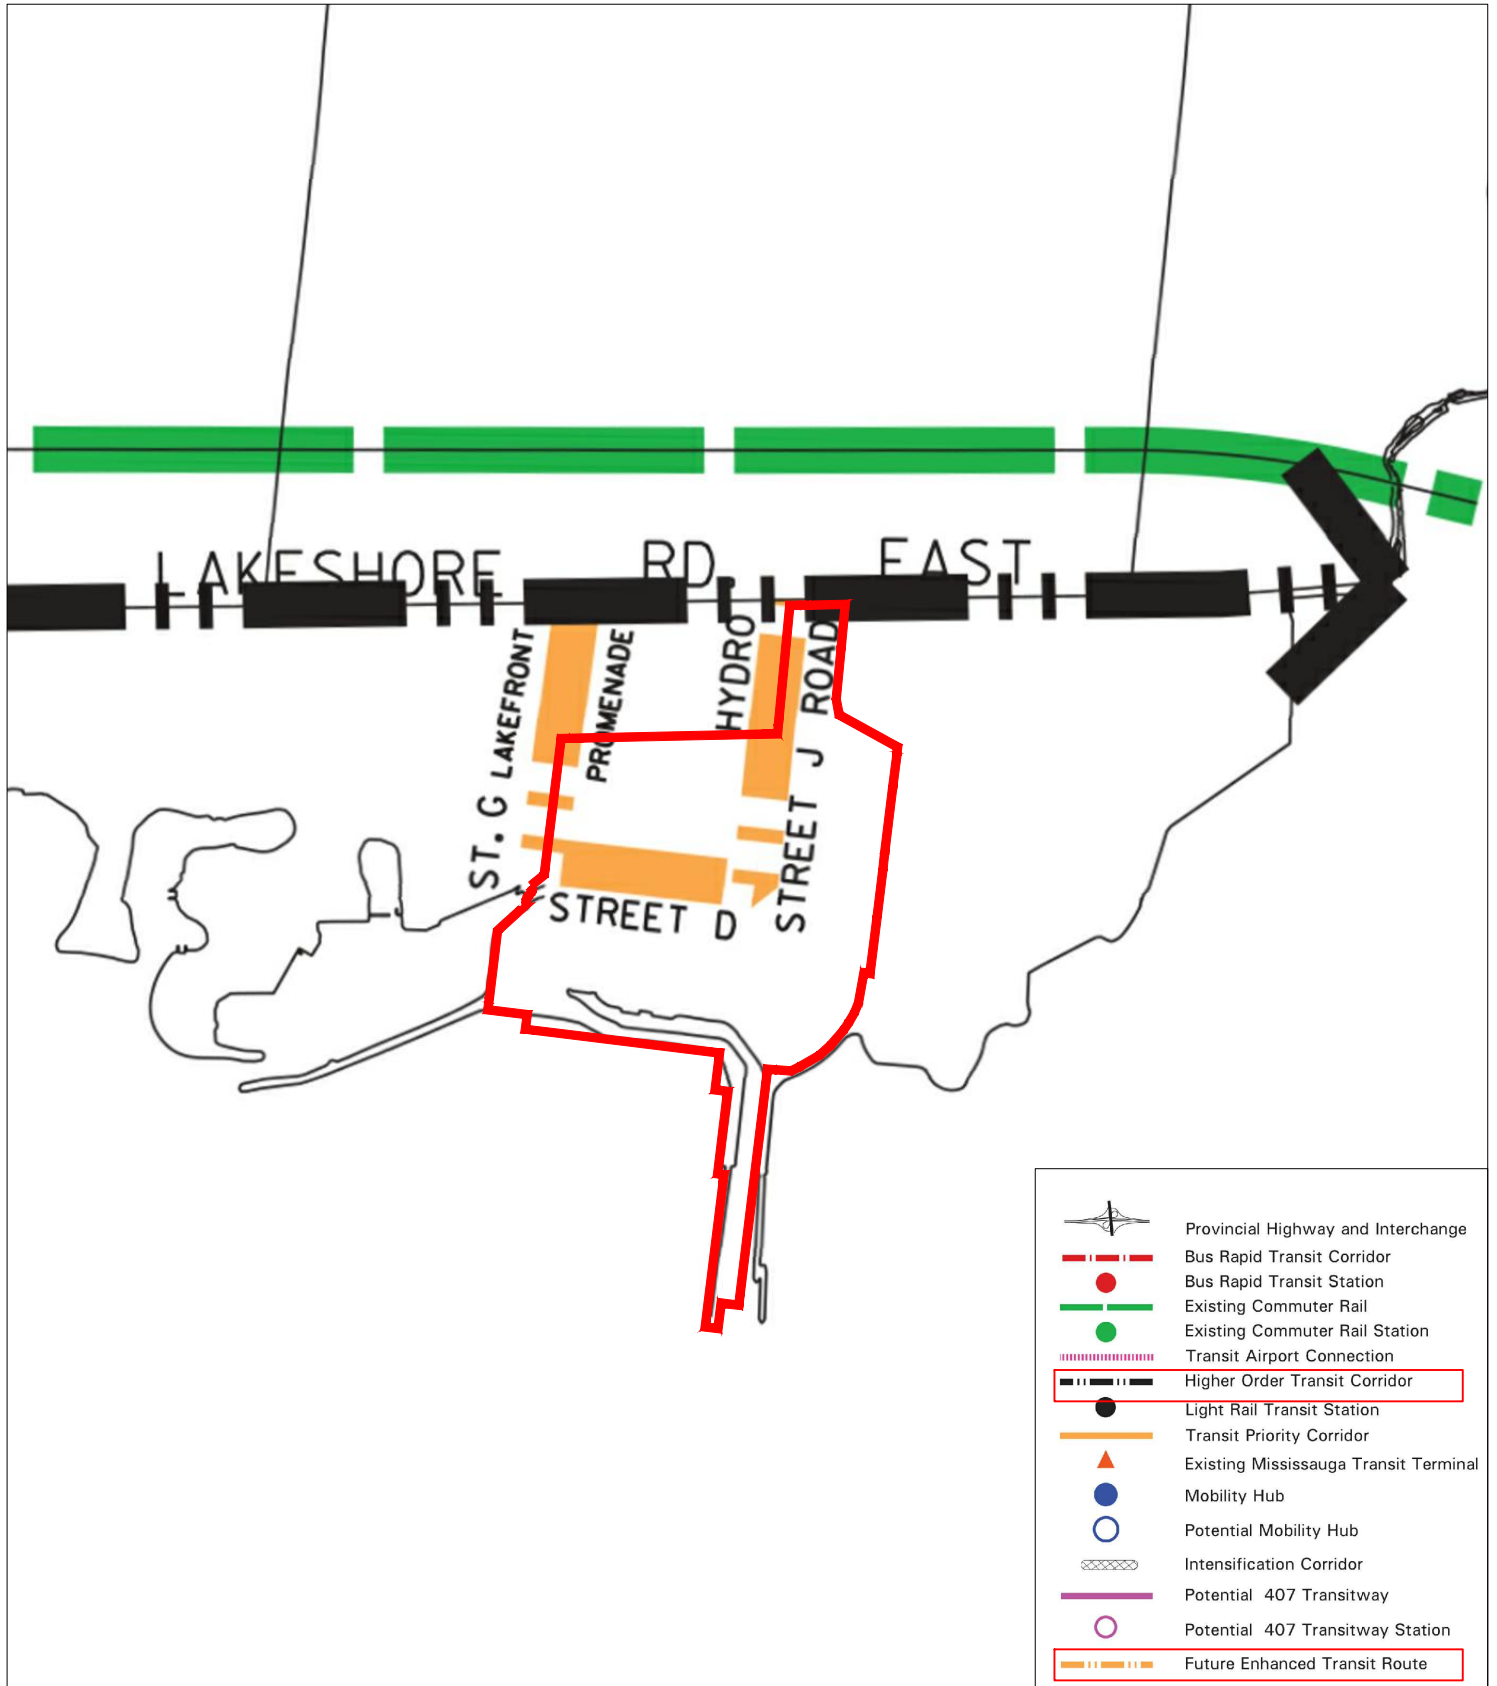 LAKESHORE RD. EAST
LAKEFRONT
PROMENADE
ST. G
HYDRO
ROAD
STREET J
STREET D
Provincial Highway and Interchange
Bus Rapid Transit Corridor
Bus Rapid Transit Station
Existing Commuter Rail
Existing Commuter Rail Station
Transit Airport Connection
Higher Order Transit Corridor
Light Rail Transit Station
Transit Priority Corridor
Existing Mississauga Transit Terminal
Mobility Hub
Potential Mobility Hub
Intensification Corridor
Potential 407 Transitway
Potential 407 Transitway Station
Future Enhanced Transit Route